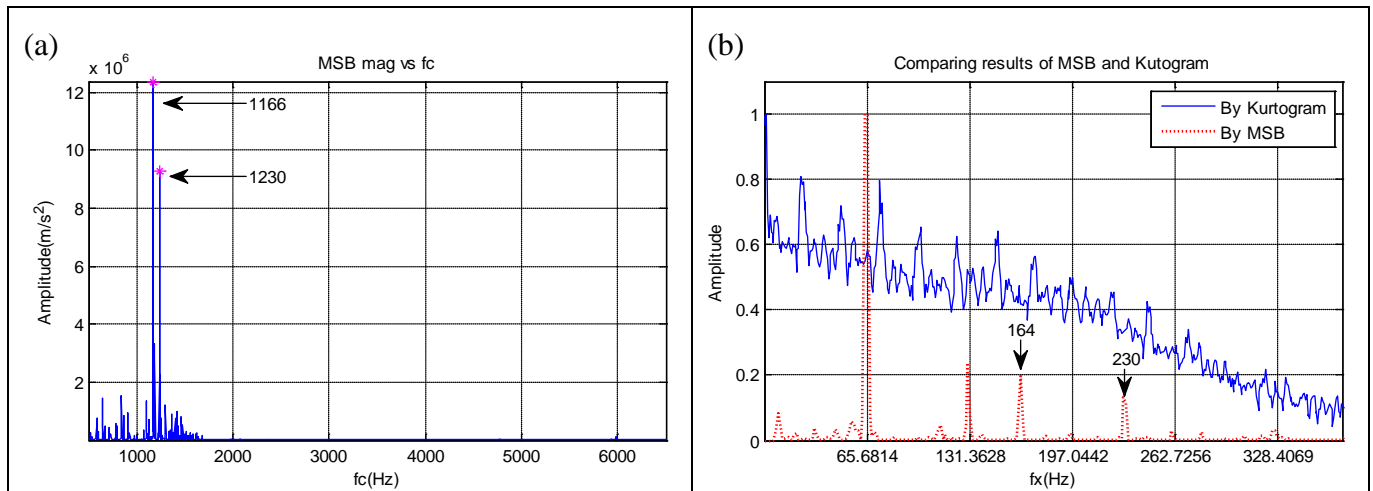 (a)
MSB mag vs fc
x 10^6
12
10
8
6
4
2
1166
1230
Amplitude(m/s^2)
1000 2000 3000 4000 5000 6000
fc(Hz)
(b)
Comparing results of MSB and Kutogram
By Kurtogram
By MSB
1
0.8
0.6
0.4
0.2
0
Amplitude
164
230
65.6814 131.3628 197.0442 262.7256 328.4069
fx(Hz)